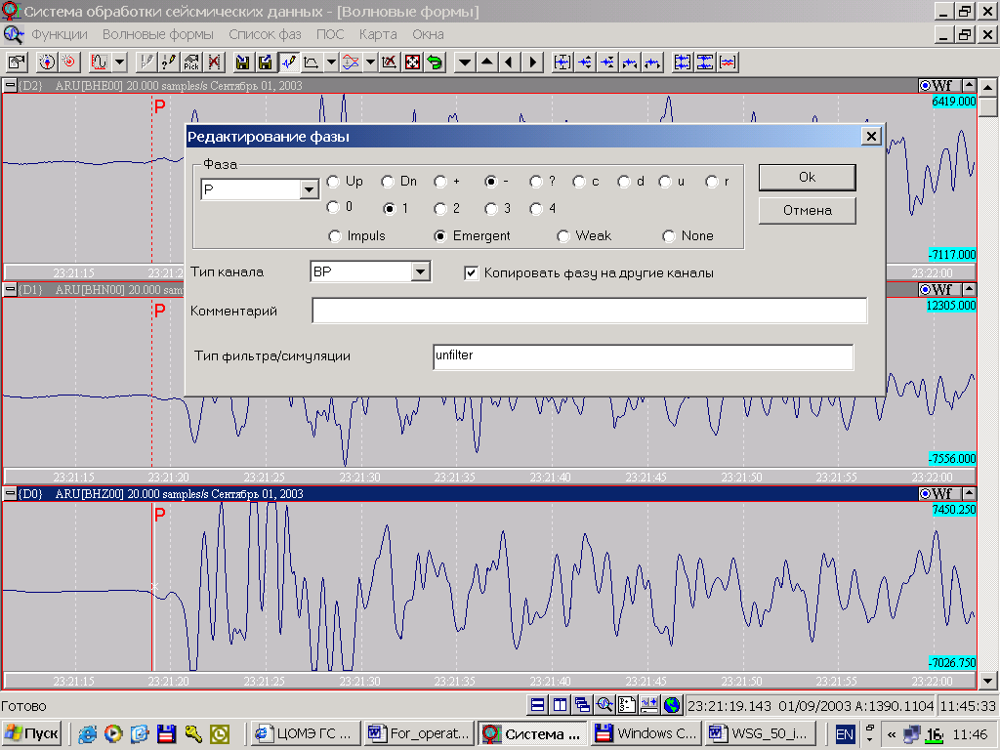 Система обработки сейсмических данных - [Волновые формы]
Функции Волновые формы Список фаз ПОС Карта Окна
Pick
{D2} ARU[BHE00] 20.000 samples/s Сентябрь 01, 2003 Wf
P 6419.000
Редактирование фазы
Фаза
P Up Dn + - ? c d u r Ok
0 1 2 3 4 Отмена
Impuls Emergent Weak None
-7117.000
23:21:15 23:21:2 23:22:00
Тип канала BP Копировать фазу на другие каналы
{D1} ARU[BHN00] 20.000 sam Wf
P 12305.000
Комментарий
Тип фильтра/симуляции unfilter
-7556.000
23:21:15 23:21:20 23:21:25 23:21:30 23:21:35 23:21:40 23:21:45 23:21:50 23:21:55 23:22:00
{D0} ARU[BHZ00] 20.000 samples/s Сентябрь 01, 2003 Wf
P 7450.250
-7026.750
23:21:15 23:21:20 23:21:25 23:21:30 23:21:35 23:21:40 23:21:45 23:21:50 23:21:55 23:22:00
Готово 23:21:19.143 01/09/2003 A:1390.1104 11:45:33
Пуск ЦОМЭ ГС ... For_operat... Система ... Windows C... WSG_50_i... EN « 16 11:46